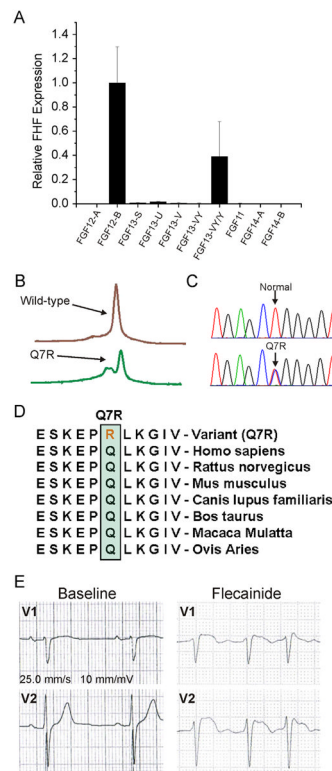 A
Relative FHF Expression
1.4
1.2
1.0
0.8
0.6
0.4
0.2
0.0
FGF12-A
FGF12-B
FGF13-S
FGF13-U
FGF13-V
FGF13-VY
FGF13-VY/Y
FGF11
FGF14-A
FGF14-B
B
Wild-type
Q7R
C
Normal
Q7R
D
Q7R
E S K E P R L K G I V - Variant (Q7R)
E S K E P Q L K G I V - Homo sapiens
E S K E P Q L K G I V - Rattus norvegicus
E S K E P Q L K G I V - Mus musculus
E S K E P Q L K G I V - Canis lupus familiaris
E S K E P Q L K G I V - Bos taurus
E S K E P Q L K G I V - Macaca Mulatta
E S K E P Q L K G I V - Ovis Aries
E
Baseline Flecainide
V1 V1
25.0 mm/s 10 mm/mV
V2 V2